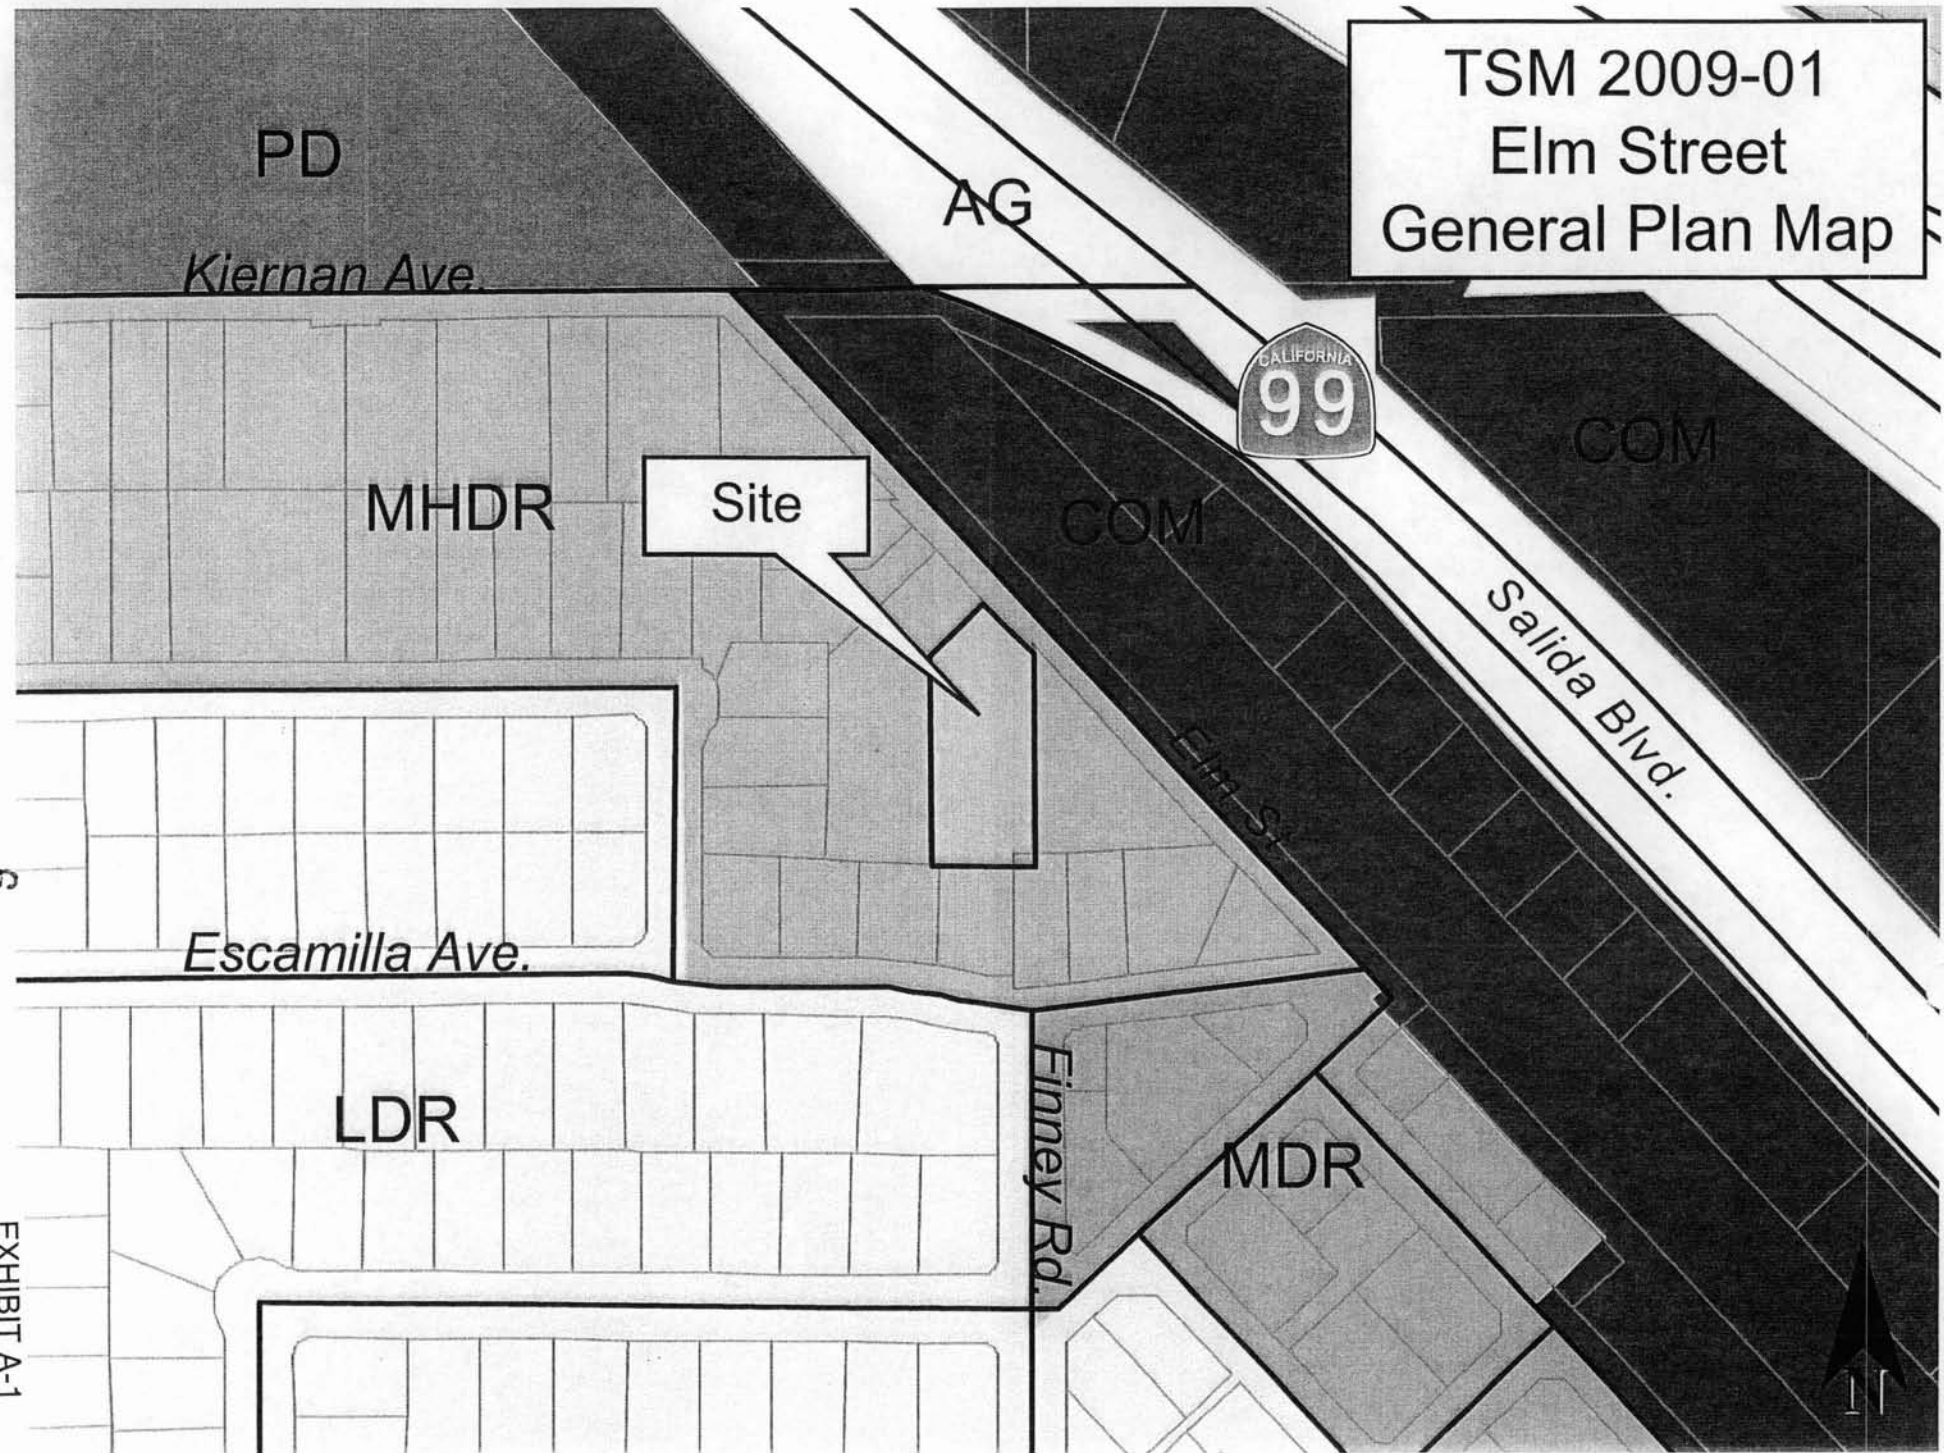 TSM 2009-01
Elm Street
General Plan Map
PD
AG
Kiernan Ave.
CALIFORNIA
99
COM
MHDR
Site
COM
Salida Blvd.
Elm St
Escamilla Ave.
LDR
Finney Rd.
MDR
N
EXHIBIT A-1